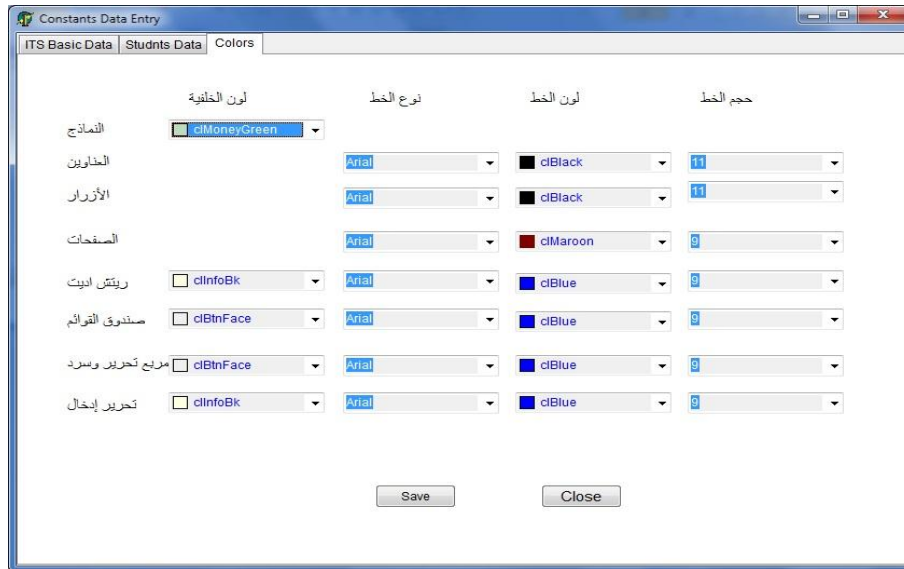 Constants Data Entry
ITS Basic Data Studnts Data Colors
لون الخلفية نوع الخط لون الخط حجم الخط
النماذج clMoneyGreen
العناوين Arial clBlack 11
الأزرار Arial clBlack 11
الصفحات Arial clMaroon 9
ريتش اديت clInfoBk Arial clBlue 9
صندوق القوائم clBtnFace Arial clBlue 9
مربع تحرير وسرد clBtnFace Arial clBlue 9
تحرير إدخال clInfoBk Arial clBlue 9
Save Close